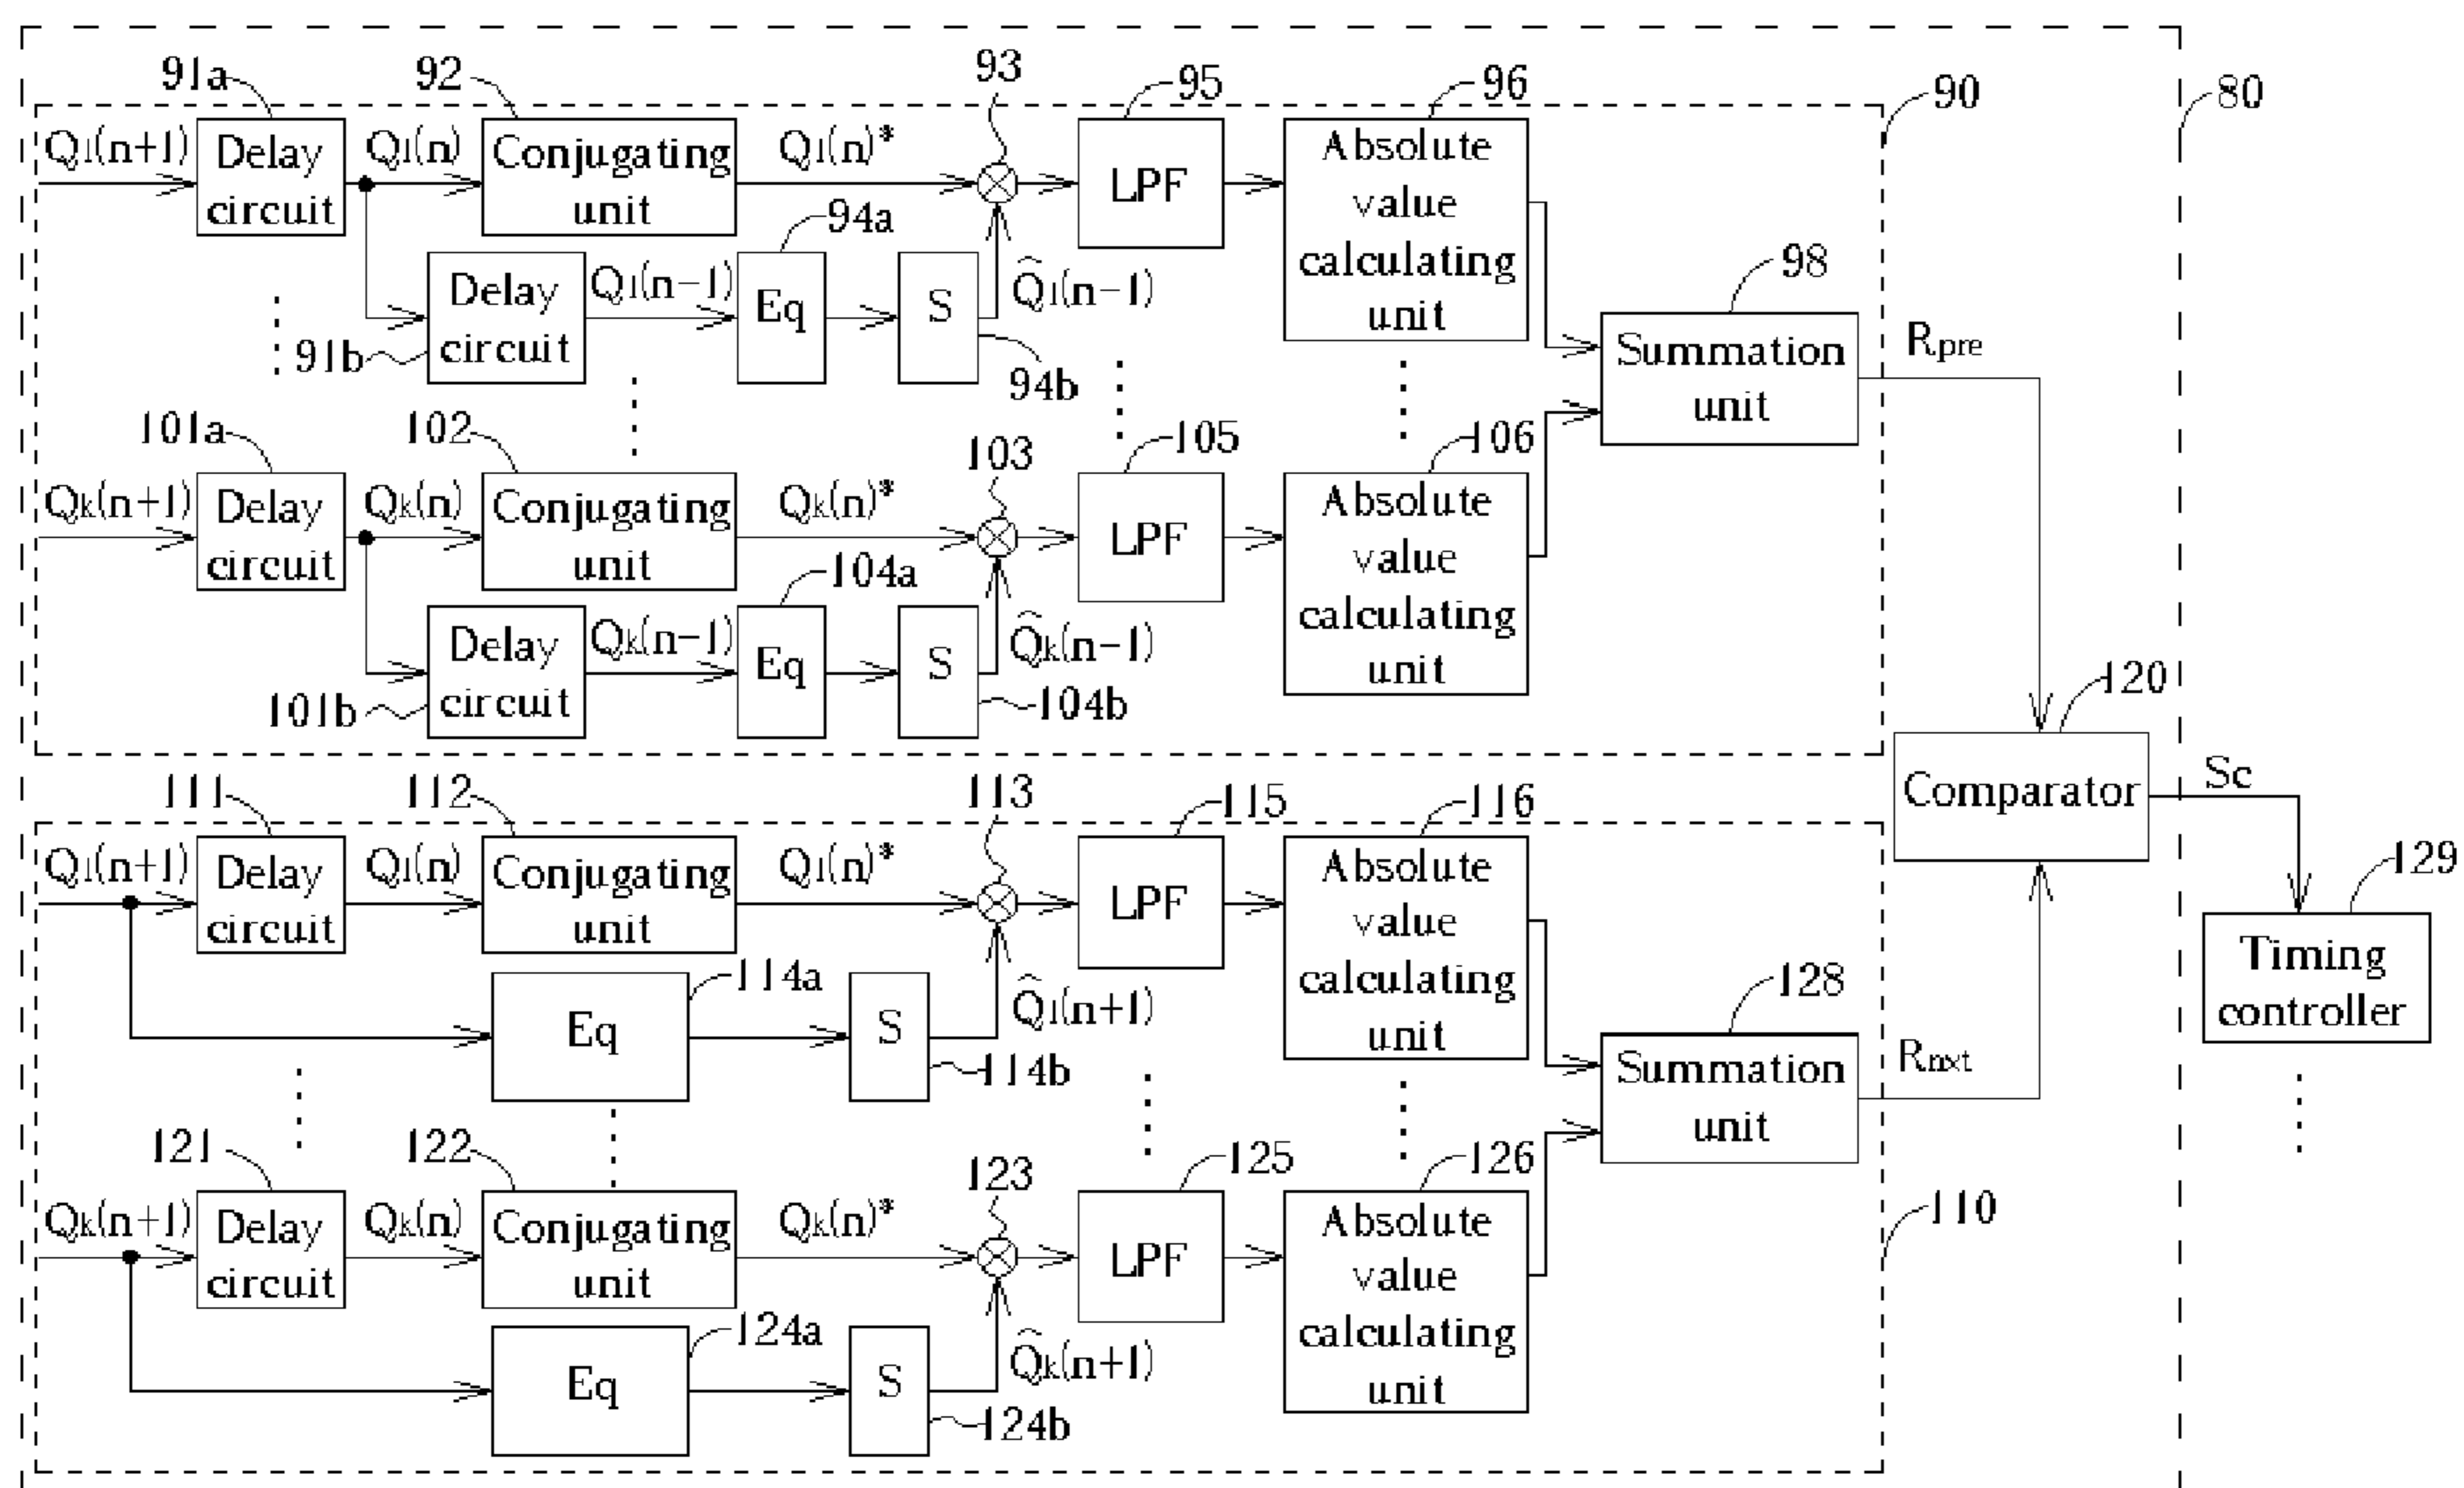 91a
92
93
95
96
90
80
Q1(n+1)
Delay
circuit
Q1(n)
Conjugating
unit
Q1(n)*
LPF
Absolute
value
calculating
unit
94a
Delay
circuit
91b
Q1(n-1)
Eq
S
Q̂1(n-1)
94b
98
Summation
unit
Rpre
101a
102
103
105
106
Qk(n+1)
Delay
circuit
Qk(n)
Conjugating
unit
Qk(n)*
LPF
Absolute
value
calculating
unit
104a
Delay
circuit
101b
Qk(n-1)
Eq
S
Q̂k(n-1)
104b
120
Comparator
Sc
129
Timing
controller
111
112
113
115
116
Q1(n+1)
Delay
circuit
Q1(n)
Conjugating
unit
Q1(n)*
LPF
Absolute
value
calculating
unit
114a
Eq
S
Q̂1(n+1)
114b
128
Summation
unit
Rnxt
121
122
123
125
126
110
Qk(n+1)
Delay
circuit
Qk(n)
Conjugating
unit
Qk(n)*
LPF
Absolute
value
calculating
unit
124a
Eq
S
Q̂k(n+1)
124b